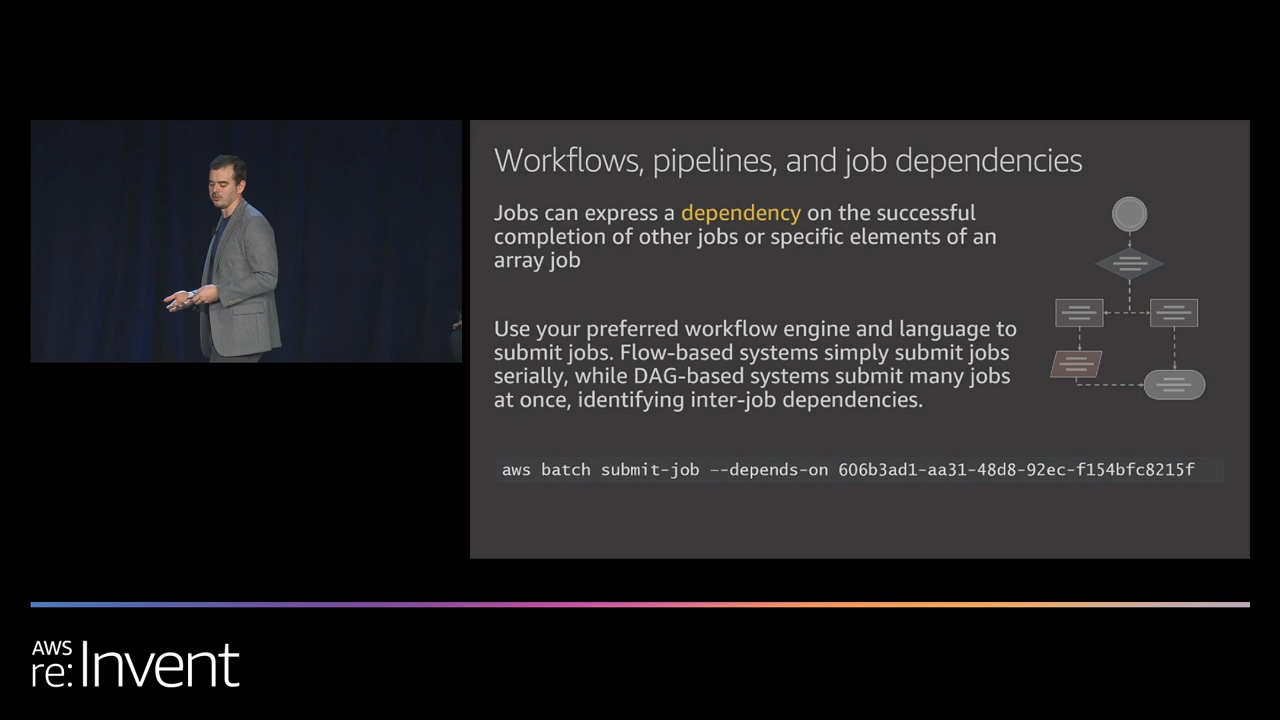 Workflows, pipelines, and job dependencies
Jobs can express a dependency on the successful
completion of other jobs or specific elements of an
array job
Use your preferred workflow engine and language to
submit jobs. Flow-based systems simply submit jobs
serially, while DAG-based systems submit many jobs
at once, identifying inter-job dependencies.
aws batch submit-job --depends-on 606b3ad1-aa31-48d8-92ec-f154bfc8215f
AWS
re:Invent